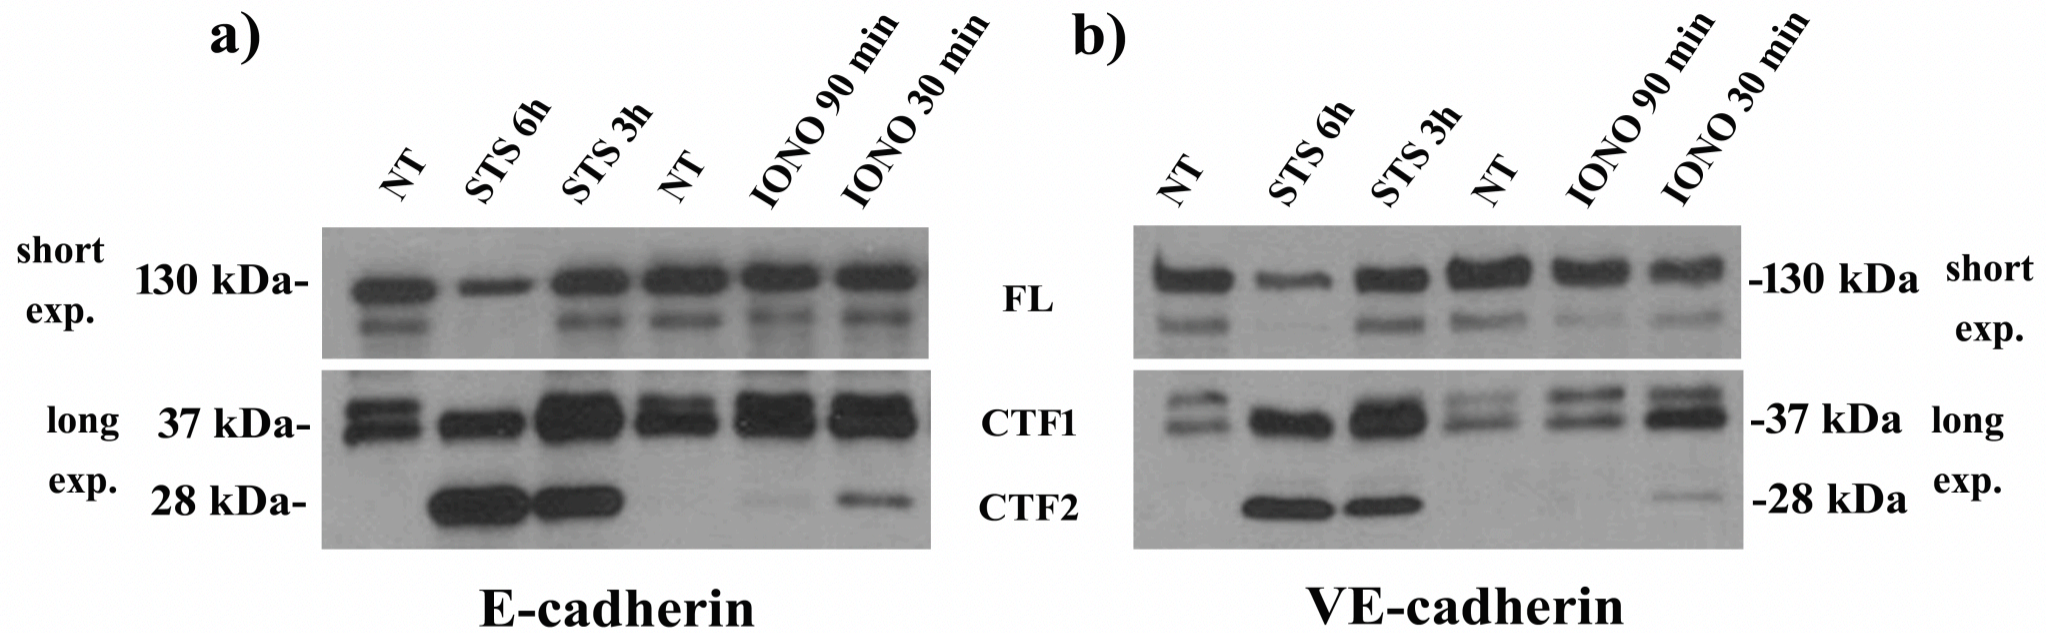 a)
NT
STS 6h
STS 3h
NT
IONO 90 min
IONO 30 min
short
exp.
130 kDa-
long
exp.
37 kDa-
28 kDa-
E-cadherin
FL
CTF1
CTF2
b)
NT
STS 6h
STS 3h
NT
IONO 90 min
IONO 30 min
-130 kDa
short
exp.
-37 kDa
long
exp.
-28 kDa
VE-cadherin